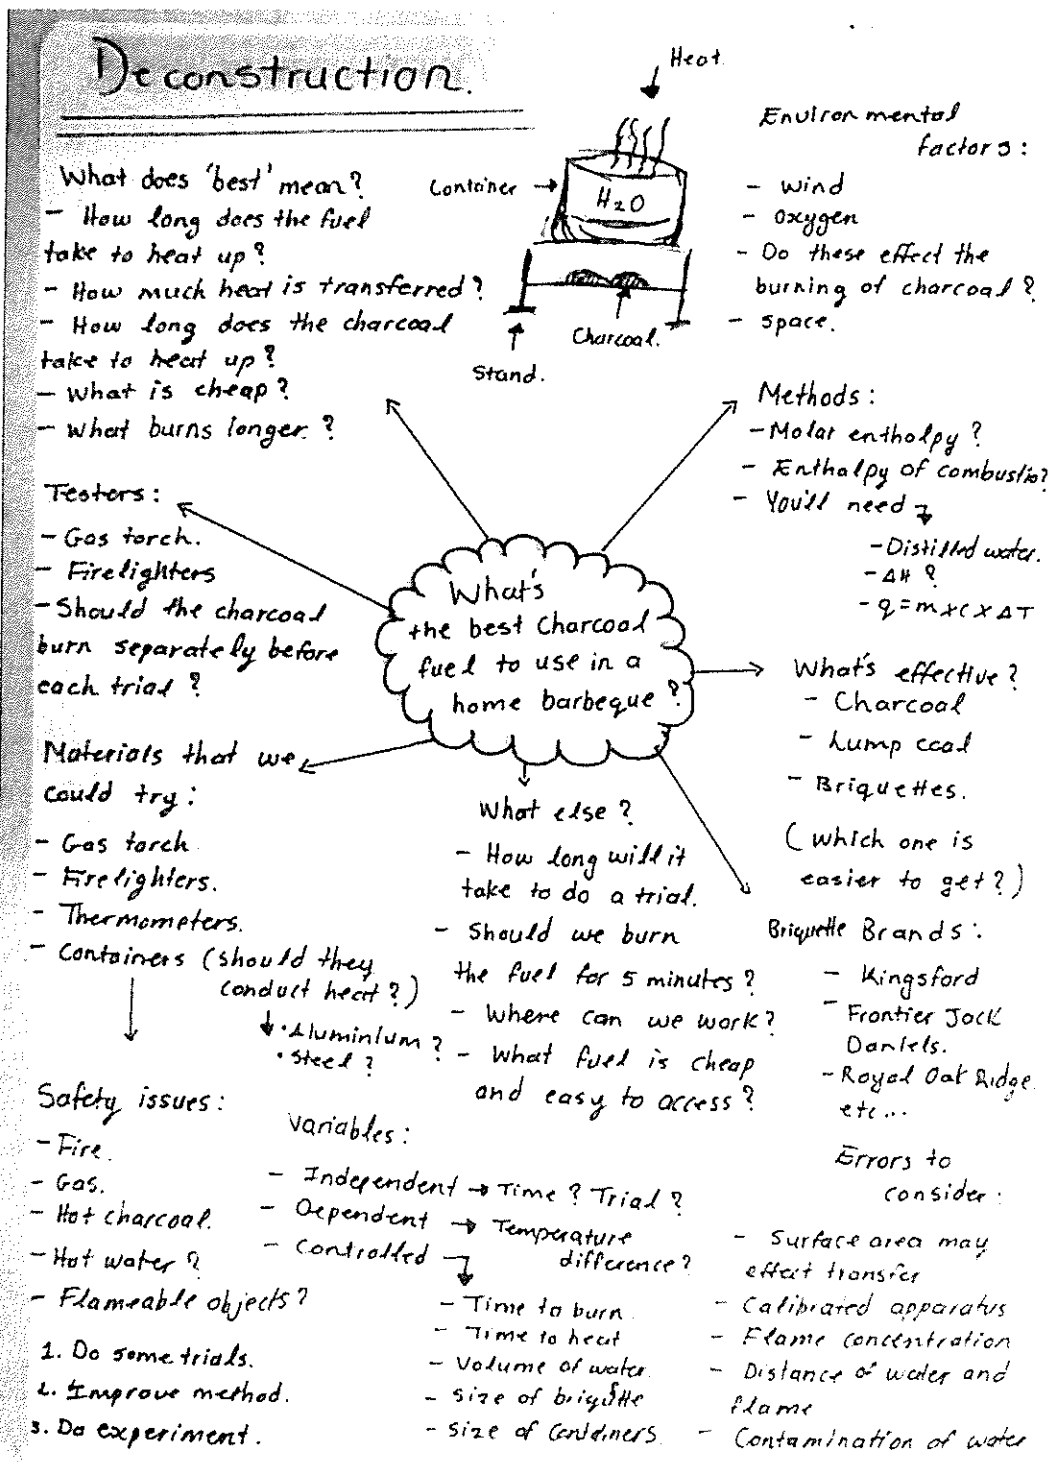 Deconstruction.
Heat
Container
H2O
Charcoal.
Stand.
What does 'best' mean?
- How long does the fuel
take to heat up?
- How much heat is transferred?
- How long does the charcoal
take to heat up?
- What is cheap?
- What burns longer.?
Environmental
factors:
- wind
- oxygen
- Do these effect the
burning of charcoal?
- space.
Methods:
- Molar enthalpy?
- Enthalpy of combustio?
- You'll need
- Distilled water.
- ΔH?
- q=m×c×ΔT
Testers:
- Gas torch.
- Firelighters
- Should the charcoal
burn separately before
each trial?
What's
the best Charcoal
fuel to use in a
home barbeque?
What's effective?
- Charcoal
- Lump coal
- Briquettes.
(Which one is
easier to get?)
Materials that we
could try:
- Gas torch
- Firelighters.
- Thermometers.
- Containers (should they
conduct heat?)
• Aluminium?
• Steel?
What else?
- How long will it
take to do a trial.
- Should we burn
the fuel for 5 minutes?
- Where can we work?
- What fuel is cheap
and easy to access?
Briquette Brands:
- Kingsford
- Frontier Jack
Daniels.
- Royal Oak Ridge
etc...
Safety issues:
- Fire.
- Gas.
- Hot charcoal.
- Hot water?
- Flameable objects?
1. Do some trials.
2. Improve method.
3. Do experiment.
Variables:
- Independent → Time? Trial?
- Dependent → Temperature
difference?
- Controlled
- Time to burn
- Time to heat
- Volume of water.
- Size of briqutte
- Size of containers.
Errors to
consider:
- Surface area may
effect transfer
- Calibrated apparatus
- Flame concentration
- Distance of water and
flame
- Contamination of water